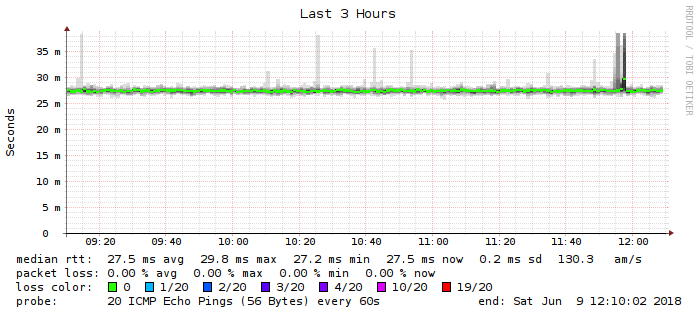 Last 3 Hours
RRDTOOL / TOBI OETIKER
Seconds
35 m
30 m
25 m
20 m
15 m
10 m
5 m
0
09:20 09:40 10:00 10:20 10:40 11:00 11:20 11:40 12:00
median rtt: 27.5 ms avg 29.8 ms max 27.2 ms min 27.5 ms now 0.2 ms sd 130.3 am/s
packet loss: 0.00 % avg 0.00 % max 0.00 % min 0.00 % now
loss color: 0 1/20 2/20 3/20 4/20 10/20 19/20
probe: 20 ICMP Echo Pings (56 Bytes) every 60s end: Sat Jun 9 12:10:02 2018